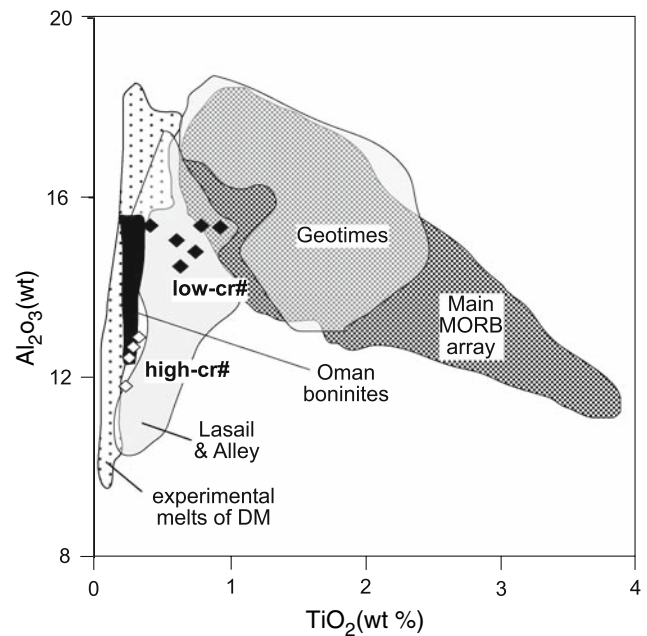 20
16
12
8
Al₂o₃(wt)
Geotimes
low-cr#
Main
MORB
array
high-cr#
Oman
boninites
Lasail
& Alley
experimental
melts of DM
0
1
2
3
4
TiO₂(wt %)